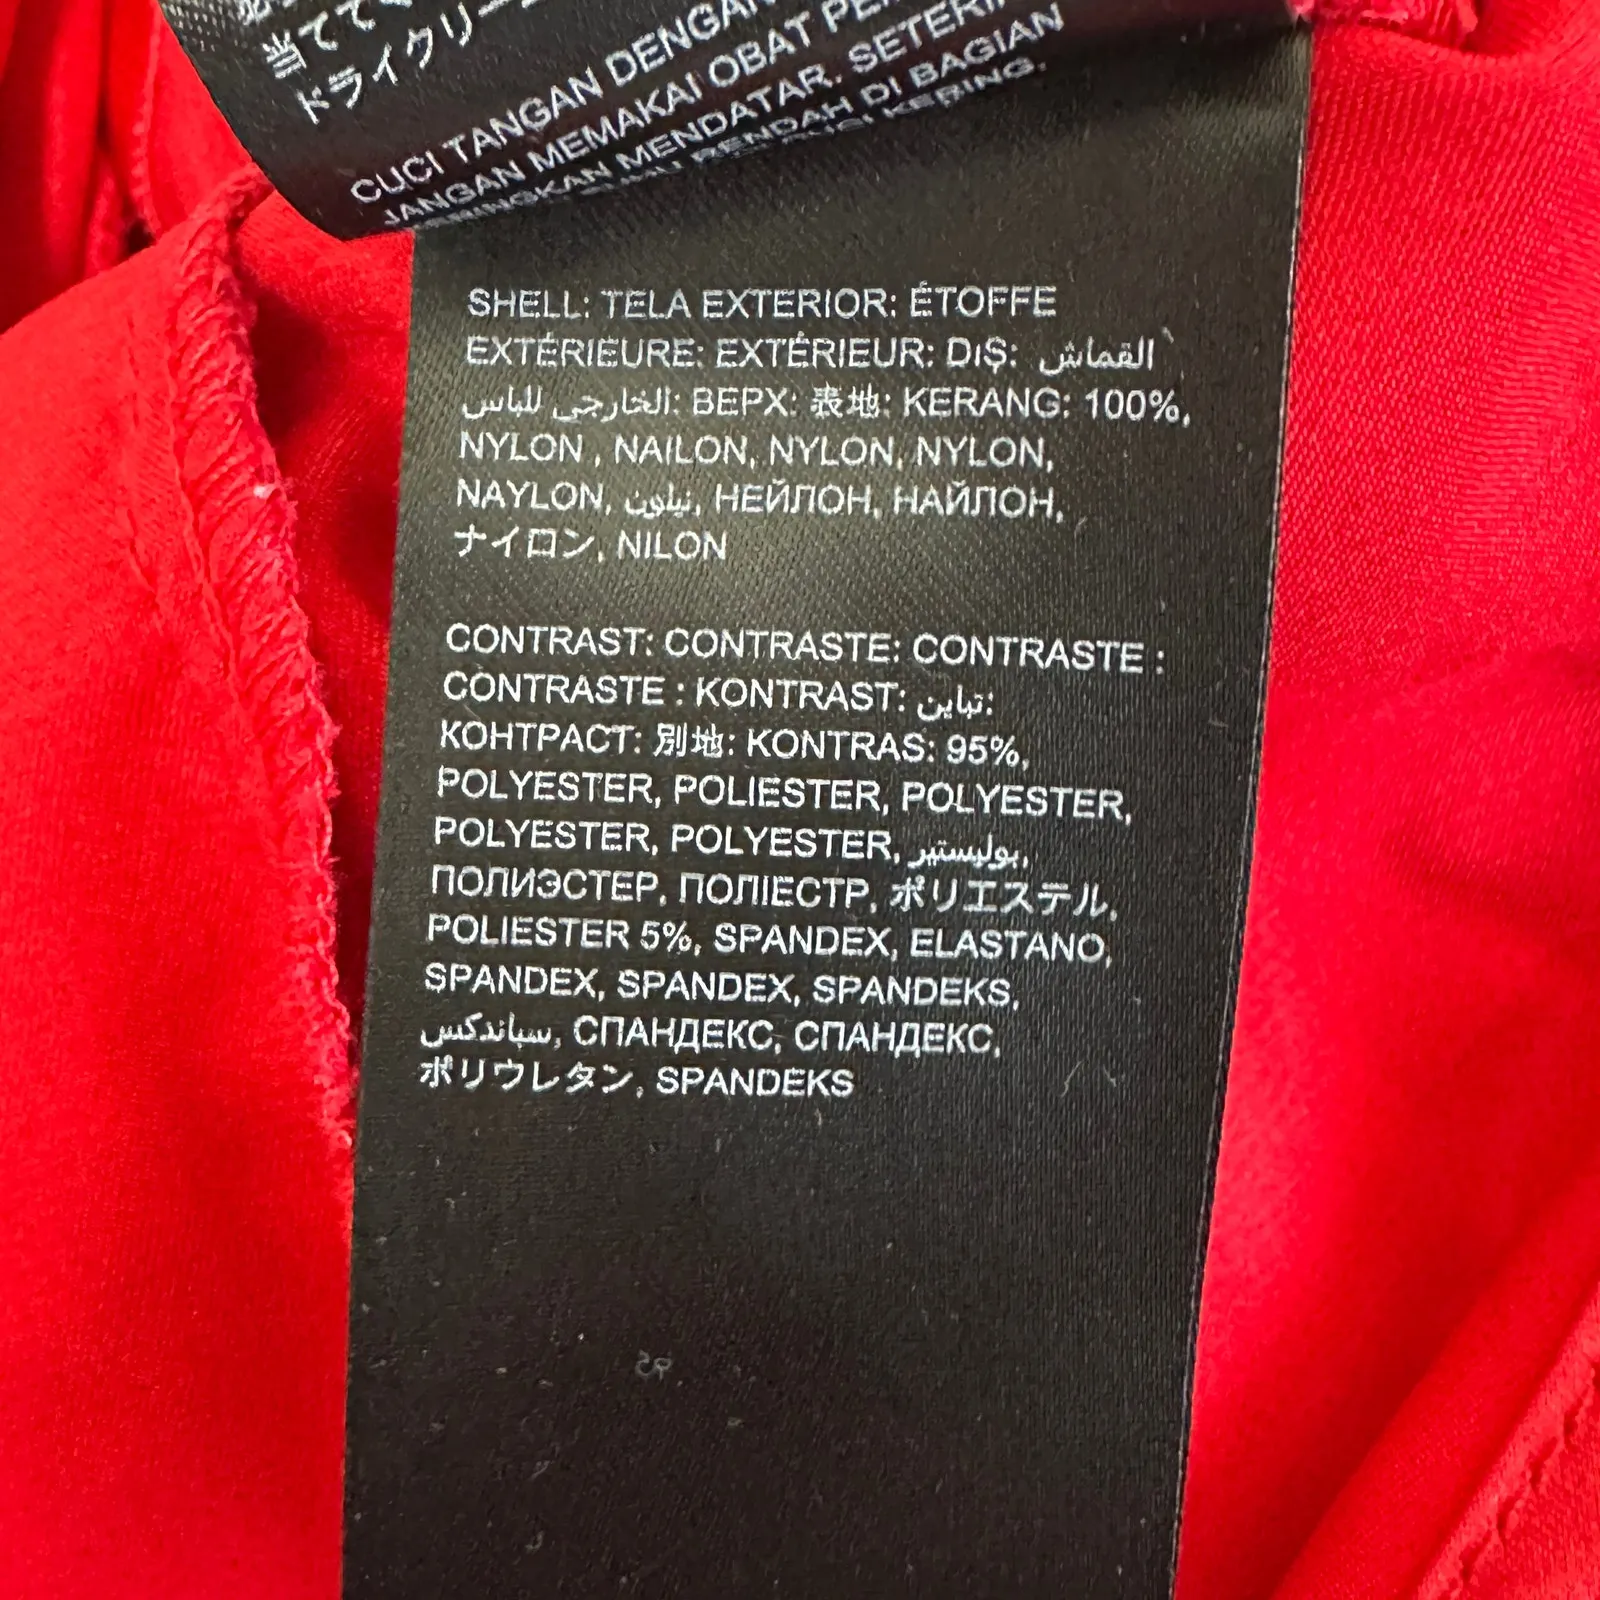 当てて
ドライクリー
CUCI TANGAN DENGAN
JANGAN MEMAKAI OBAT
MENDATAR. SETERI
RENDAH DI BAGIAN
KERING.
SHELL: TELA EXTERIOR: ÉTOFFE
EXTÉRIEURE: EXTÉRIEUR: DIŞ: القماش
الخارجي للباس: ВЕРХ: 表地: KERANG: 100%,
NYLON , NAILON, NYLON, NYLON,
NAYLON, نيلون, НЕЙЛОН, НАЙЛОН,
ナイロン, NILON
CONTRAST: CONTRASTE: CONTRASTE :
CONTRASTE : KONTRAST: تباين:
КОНТРАСТ: 別地: KONTRAS: 95%,
POLYESTER, POLIESTER, POLYESTER,
POLYESTER, POLYESTER, بوليستير,
ПОЛИЭСТЕР, ПОЛІЕСТР, ポリエステル,
POLIESTER 5%, SPANDEX, ELASTANO,
SPANDEX, SPANDEX, SPANDEKS,
سباندكس, СПАНДЕКС, СПАНДЕКС,
ポリウレタン, SPANDEKS